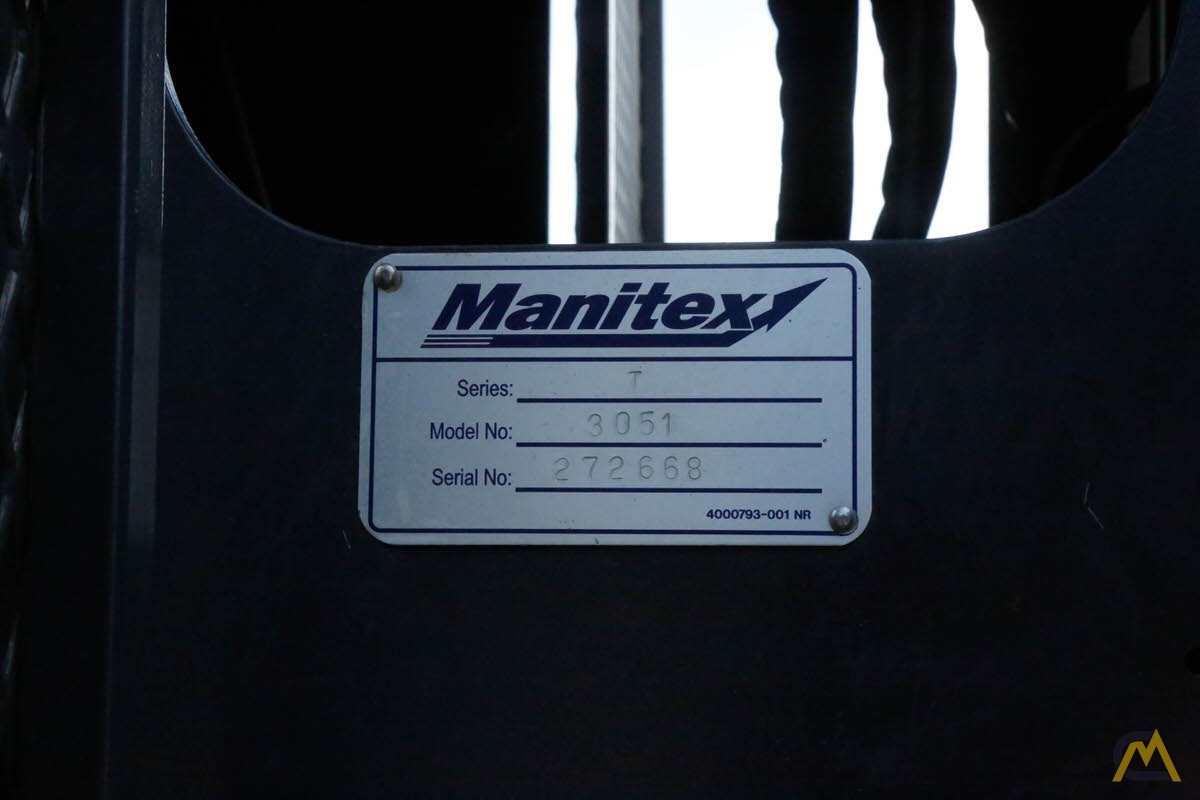 Manitex
Series: T
Model No: 3051
Serial No: 272668
4000793-001 NR